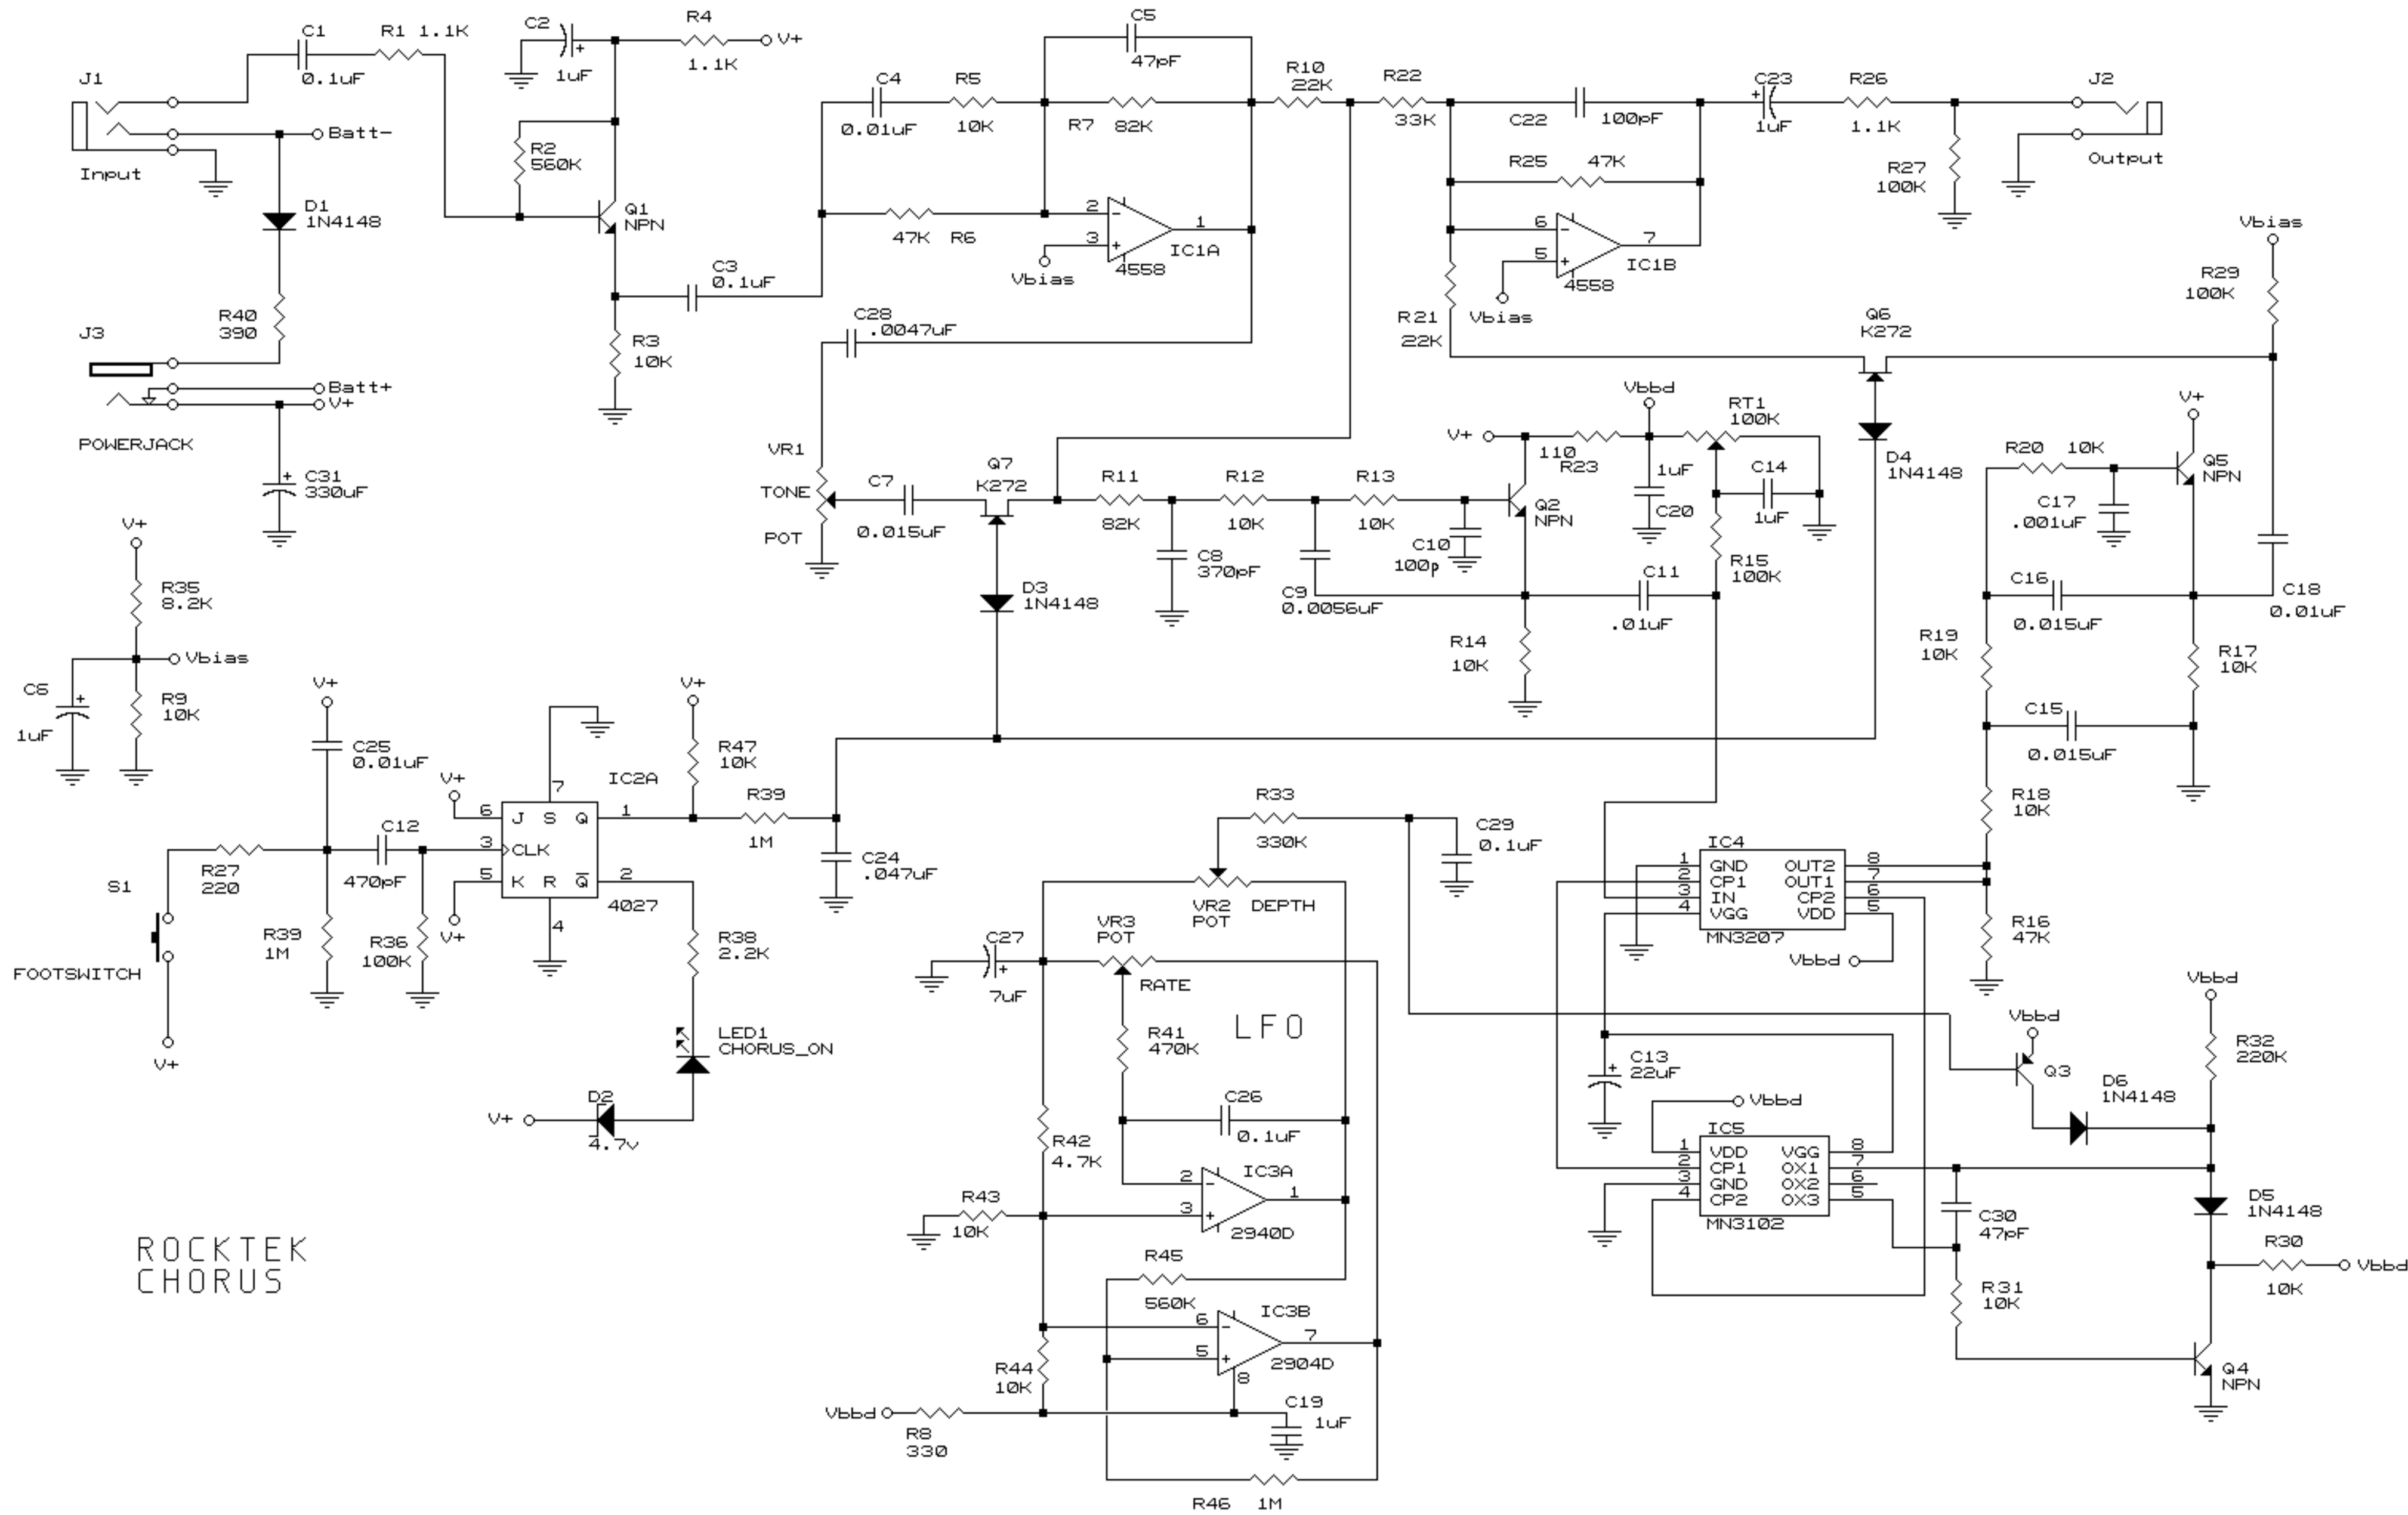 C1
R1 1.1K
0.1uF
J1
Batt-
Input
D1
1N4148
R40
390
J3
Batt+
V+
POWERJACK
C31
330uF
C2
1uF
R4
1.1K
V+
R2
560K
Q1
NPN
C3
0.1uF
R3
10K
C4
0.01uF
R5
10K
C5
47pF
R7 82K
47K R6
2
3
1
Vbias
4558
IC1A
C28
.0047uF
R10
22K
R22
33K
C22
100pF
R25 47K
6
5
7
IC1B
4558
Vbias
R21
22K
C23
1uF
R26
1.1K
R27
100K
J2
Output
Vbias
R29
100K
Q6
K272
D4
1N4148
VR1
TONE
POT
C7
0.015uF
Q7
K272
D3
1N4148
R11
82K
C8
370pF
R12
10K
C9
0.0056uF
R13
10K
C10
100p
Q2
NPN
V+
110
R23
Vbbd
1uF
C20
RT1
100K
C14
1uF
R15
100K
C11
.01uF
R14
10K
R20 10K
C17
.001uF
V+
Q5
NPN
C16
0.015uF
C18
0.01uF
R19
10K
R17
10K
C15
0.015uF
R18
10K
R16
47K
V+
R35
8.2K
Vbias
C6
1uF
R9
10K
V+
C25
0.01uF
R27
220
S1
FOOTSWITCH
V+
C12
470pF
R39
1M
R36
100K
V+
V+
6
3
5
7
4
1
2
J S Q
CLK
K R Q̅
IC2A
4027
V+
R47
10K
R39
1M
C24
.047uF
R38
2.2K
LED1
CHORUS_ON
D2
4.7v
V+
R33
330K
C29
0.1uF
VR2
POT
DEPTH
VR3
POT
RATE
C27
7uF
LFO
R41
470K
C26
0.1uF
R42
4.7K
R43
10K
2
3
1
IC3A
2940D
R45
560K
IC3B
6
5
7
8
2904D
R44
10K
Vbbd
R8
330
C19
1uF
R46 1M
IC4
1 GND OUT2 8
2 CP1 OUT1 7
3 IN CP2 6
4 VGG VDD 5
MN3207
Vbbd
C13
22uF
Vbbd
IC5
1 VDD VGG 8
2 CP1 OX1 7
3 GND OX2 6
4 CP2 OX3 5
MN3102
Vbbd
Q3
D6
1N4148
Vbbd
R32
220K
C30
47pF
R31
10K
D5
1N4148
R30
10K
Vbbd
Q4
NPN
ROCKTEK
CHORUS